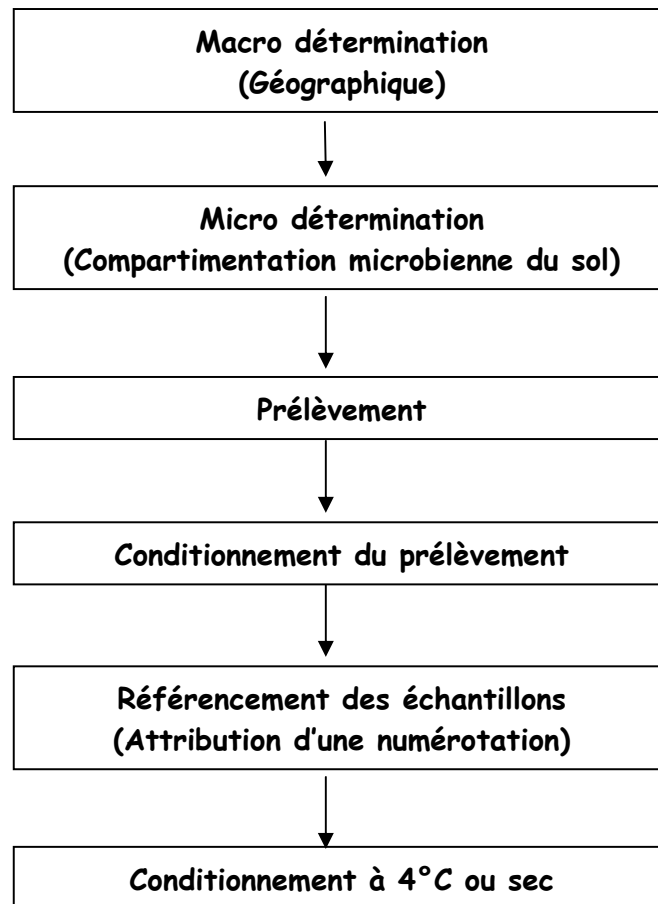 Macro détermination
(Géographique)
Micro détermination
(Compartimentation microbienne du sol)
Prélèvement
Conditionnement du prélèvement
Référencement des échantillons
(Attribution d'une numérotation)
Conditionnement à 4°C ou sec